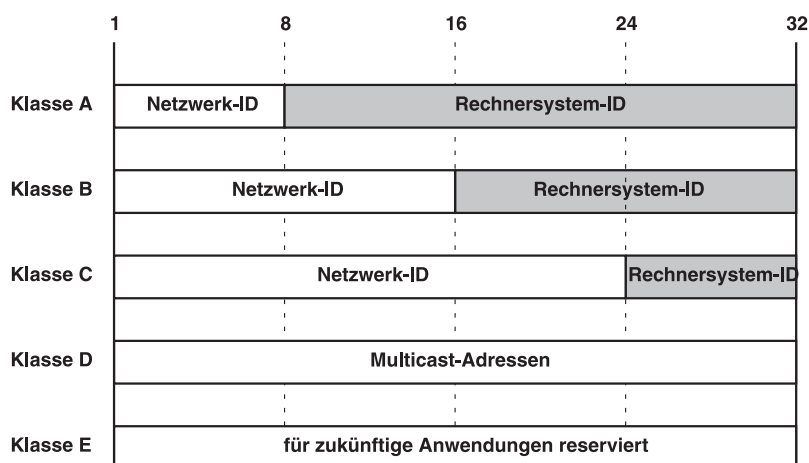 1 8 16 24 32
Klasse A Netzwerk-ID Rechnersystem-ID
Klasse B Netzwerk-ID Rechnersystem-ID
Klasse C Netzwerk-ID Rechnersystem-ID
Klasse D Multicast-Adressen
Klasse E für zukünftige Anwendungen reserviert